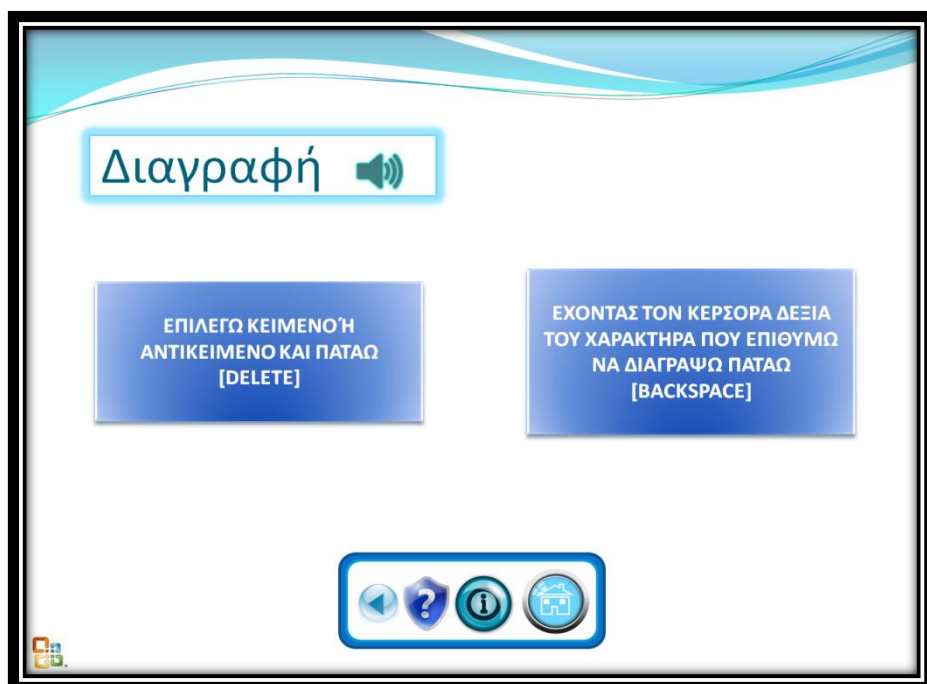 Διαγραφή
ΕΠΙΛΕΓΩ ΚΕΙΜΕΝΟ Ή
ΑΝΤΙΚΕΙΜΕΝΟ ΚΑΙ ΠΑΤΑΩ
[DELETE]
ΕΧΟΝΤΑΣ ΤΟΝ ΚΕΡΣΟΡΑ ΔΕΞΙΑ
ΤΟΥ ΧΑΡΑΚΤΗΡΑ ΠΟΥ ΕΠΙΘΥΜΩ
ΝΑ ΔΙΑΓΡΑΨΩ ΠΑΤΑΩ
[BACKSPACE]